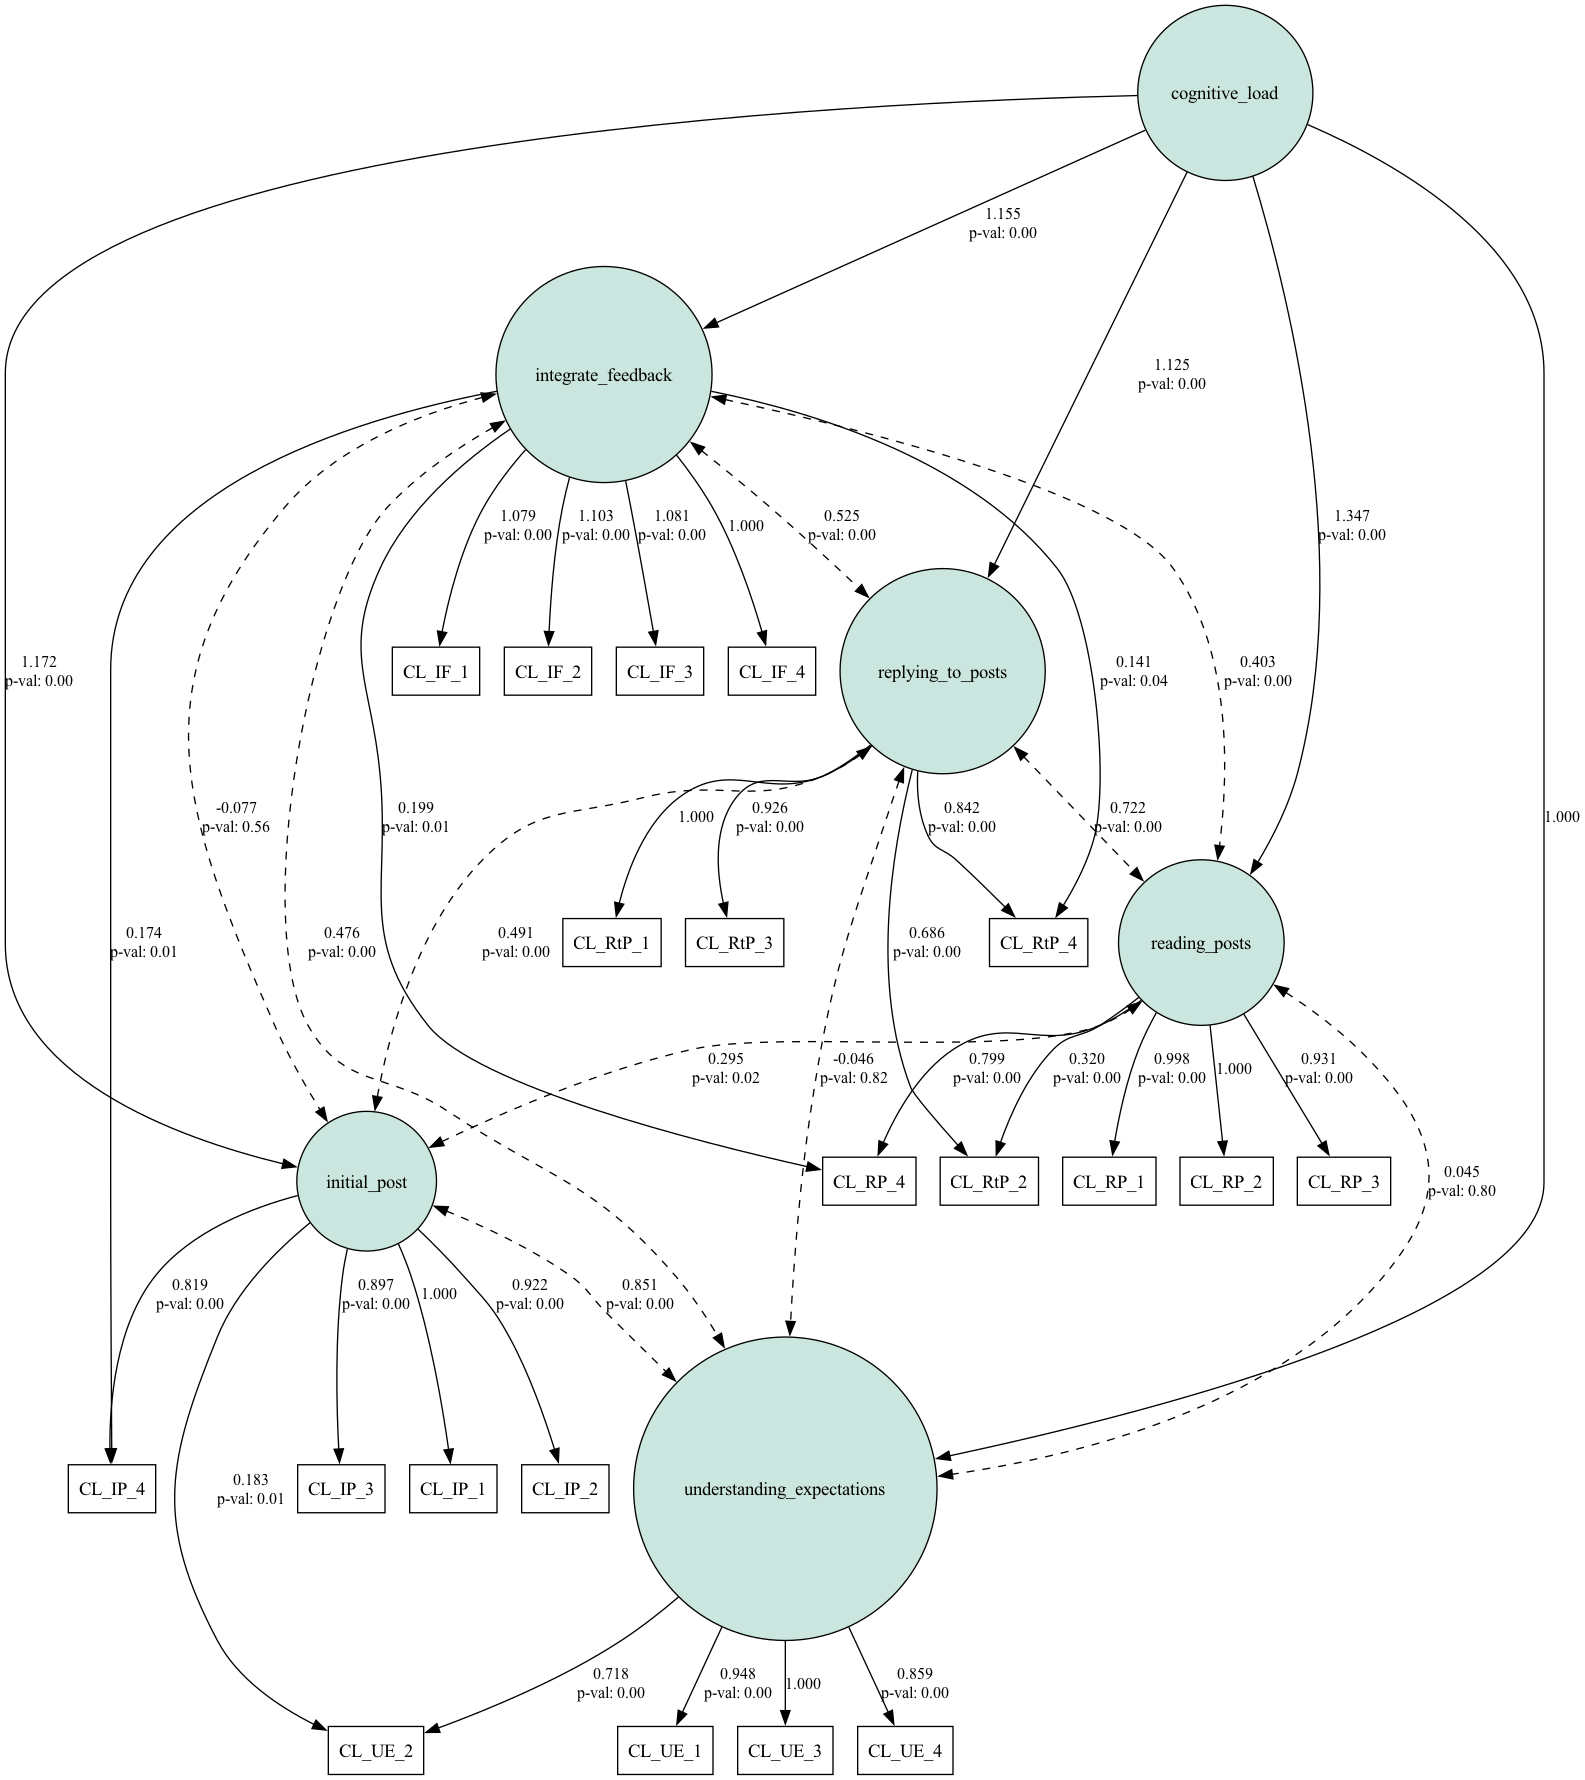 cognitive_load
1.155
p-val: 0.00
integrate_feedback
1.125
p-val: 0.00
1.079
p-val: 0.00
1.103
p-val: 0.00
1.081
p-val: 0.00
1.000
0.525
p-val: 0.00
1.347
p-val: 0.00
1.172
p-val: 0.00
CL_IF_1
CL_IF_2
CL_IF_3
CL_IF_4
replying_to_posts
0.141
p-val: 0.04
0.403
p-val: 0.00
-0.077
p-val: 0.56
0.199
p-val: 0.01
1.000
0.926
p-val: 0.00
0.842
p-val: 0.00
0.722
p-val: 0.00
1.000
0.174
p-val: 0.01
0.476
p-val: 0.00
0.491
p-val: 0.00
CL_RtP_1
CL_RtP_3
0.686
p-val: 0.00
CL_RtP_4
reading_posts
0.295
p-val: 0.02
-0.046
p-val: 0.82
0.799
p-val: 0.00
0.320
p-val: 0.00
0.998
p-val: 0.00
1.000
0.931
p-val: 0.00
initial_post
CL_RP_4
CL_RtP_2
CL_RP_1
CL_RP_2
CL_RP_3
0.045
p-val: 0.80
0.819
p-val: 0.00
0.897
p-val: 0.00
1.000
0.922
p-val: 0.00
0.851
p-val: 0.00
CL_IP_4
0.183
p-val: 0.01
CL_IP_3
CL_IP_1
CL_IP_2
understanding_expectations
0.718
p-val: 0.00
0.948
p-val: 0.00
1.000
0.859
p-val: 0.00
CL_UE_2
CL_UE_1
CL_UE_3
CL_UE_4